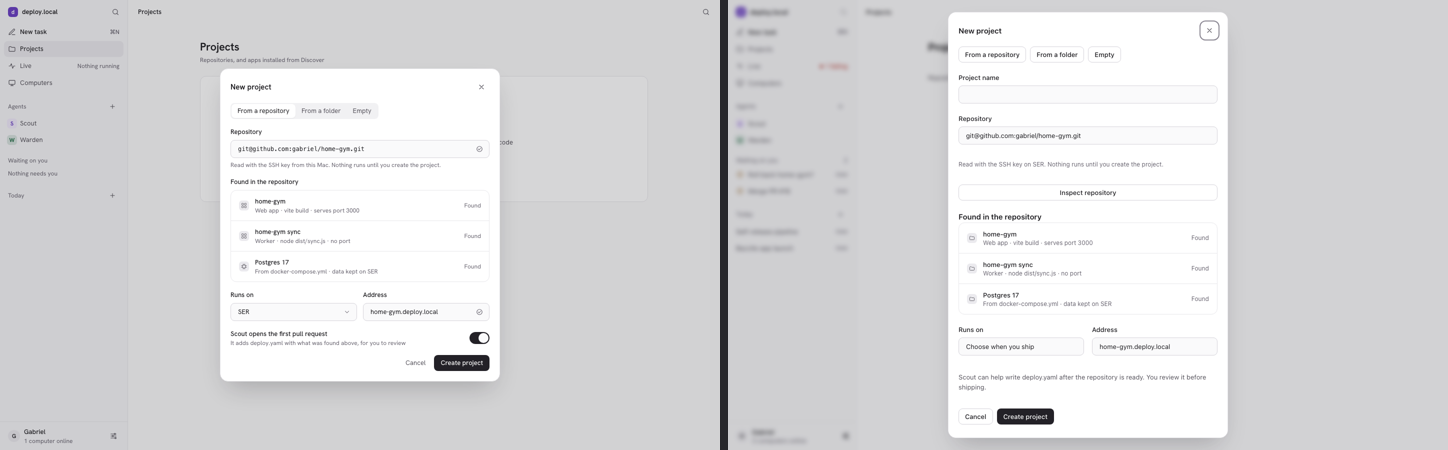 d deploy.local
New task ⌘N
Projects
Live Nothing running
Computers
Agents
S Scout
W Warden
Waiting on you
Nothing needs you
Today
G Gabriel
1 computer online
Projects
Projects
Repositories, and apps installed from Discover
code
New project
From a repository From a folder Empty
Repository
git@github.com:gabriel/home-gym.git
Read with the SSH key from this Mac. Nothing runs until you create the project.
Found in the repository
home-gym
Web app · vite build · serves port 3000
Found
home-gym sync
Worker · node dist/sync.js · no port
Found
Postgres 17
From docker-compose.yml · data kept on SER
Found
Runs on Address
SER home-gym.deploy.local
Scout opens the first pull request
It adds deploy.yaml with what was found above, for you to review
Cancel Create project
deploy.local
Projects
New project
From a repository From a folder Empty
Project name
Repository
git@github.com:gabriel/home-gym.git
Read with the SSH key on SER. Nothing runs until you create the project.
Inspect repository
Found in the repository
home-gym
Web app · vite build · serves port 3000
Found
home-gym sync
Worker · node dist/sync.js · no port
Found
Postgres 17
From docker-compose.yml · data kept on SER
Found
Runs on Address
Choose when you ship home-gym.deploy.local
Scout can help write deploy.yaml after the repository is ready. You review it before
shipping.
Cancel Create project